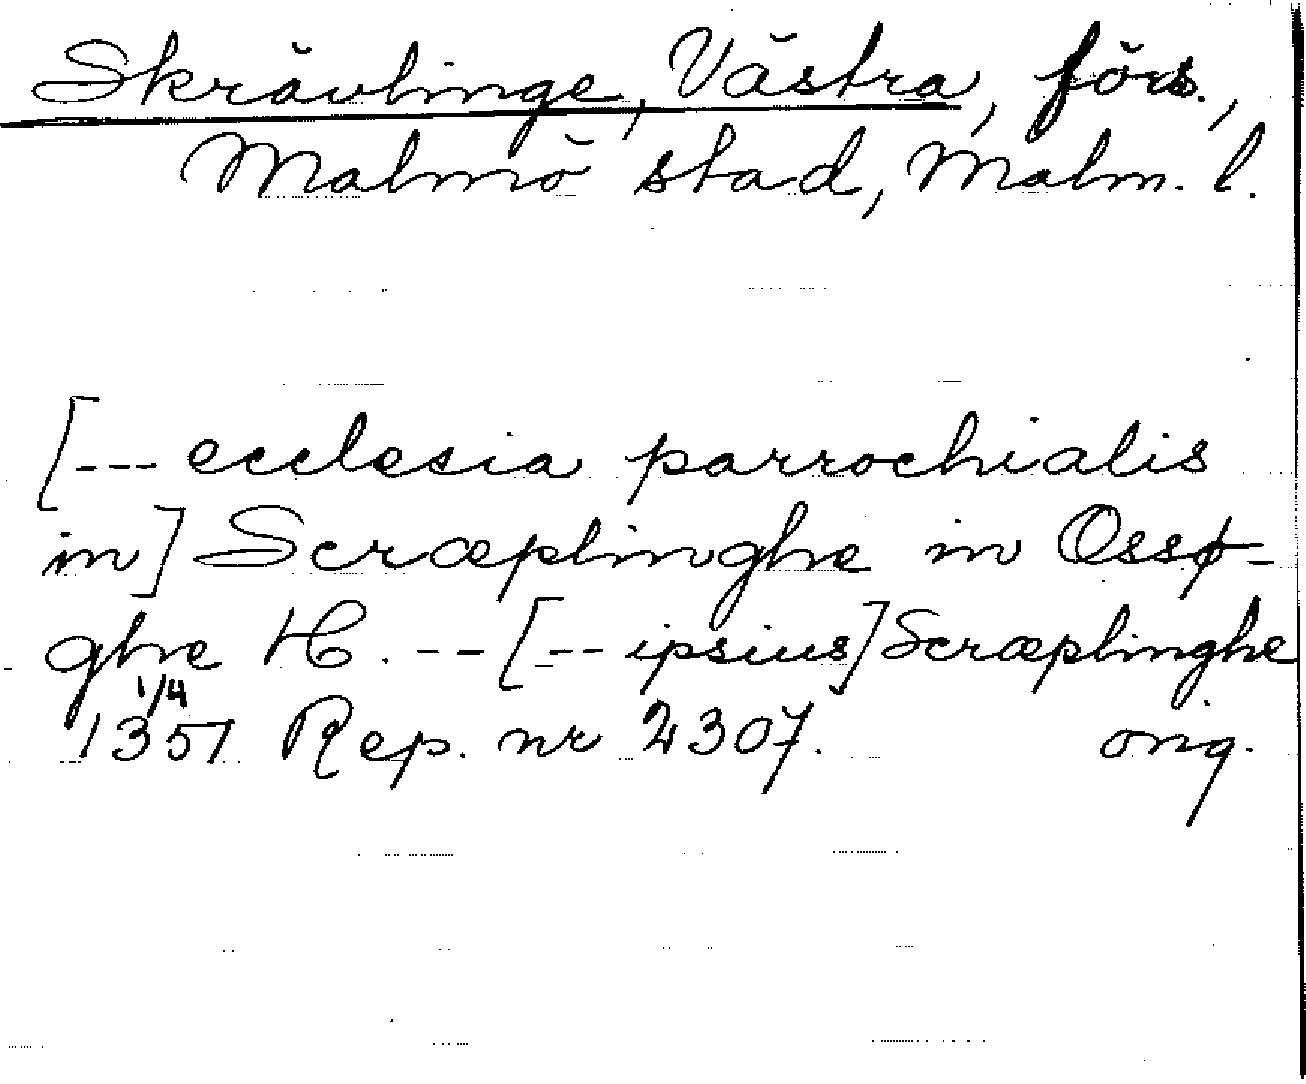 Skrävlinge, Västra, förs.,
Malmö stad, Malm. l.
[--- ecclesia parrochialis
in] Scræplinghe in Ossø-
ghe H. -- [-- ipsius] Scræplinghe
1/4
1351 Rep. nr 2307. orig.